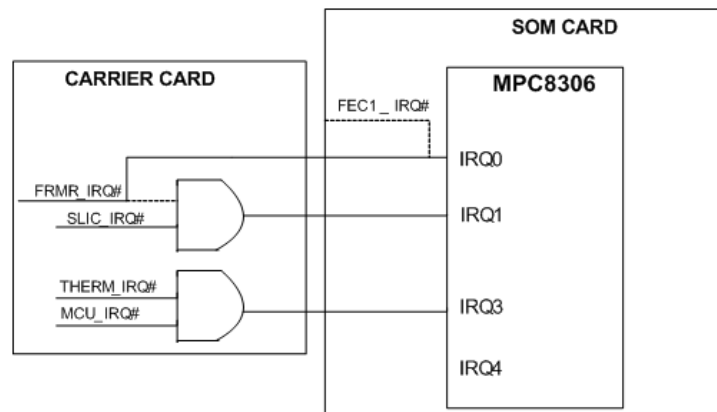 SOM CARD
CARRIER CARD
MPC8306
FEC1_ IRQ#
IRQ0
FRMR_IRQ#
SLIC_IRQ#
IRQ1
THERM_IRQ#
MCU_IRQ#
IRQ3
IRQ4